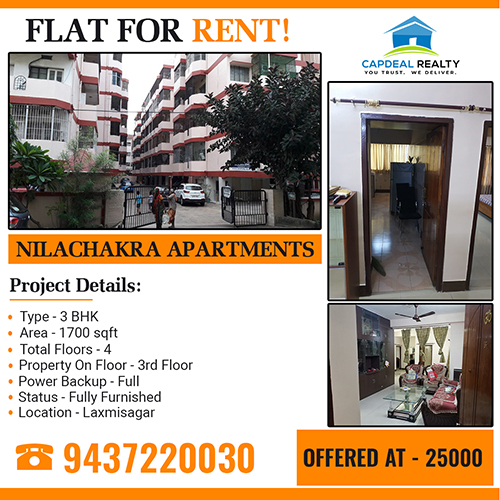 FLAT FOR RENT!
CAPDEAL REALTY
YOU TRUST. WE DELIVER.
NILACHAKRA APARTMENTS
Project Details:
• Type - 3 BHK
• Area - 1700 sqft
• Total Floors - 4
• Property On Floor - 3rd Floor
• Power Backup - Full
• Status - Fully Furnished
• Location - Laxmisagar
☎ 9437220030
OFFERED AT - 25000